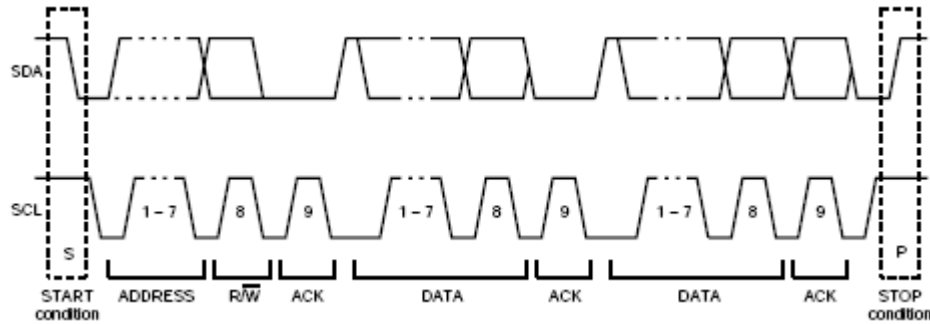 SDA
SCL
1 – 7 8 9 1 – 7 8 9 1 – 7 8 9
S P
START ADDRESS R/W̅ ACK DATA ACK DATA ACK STOP
condition condition